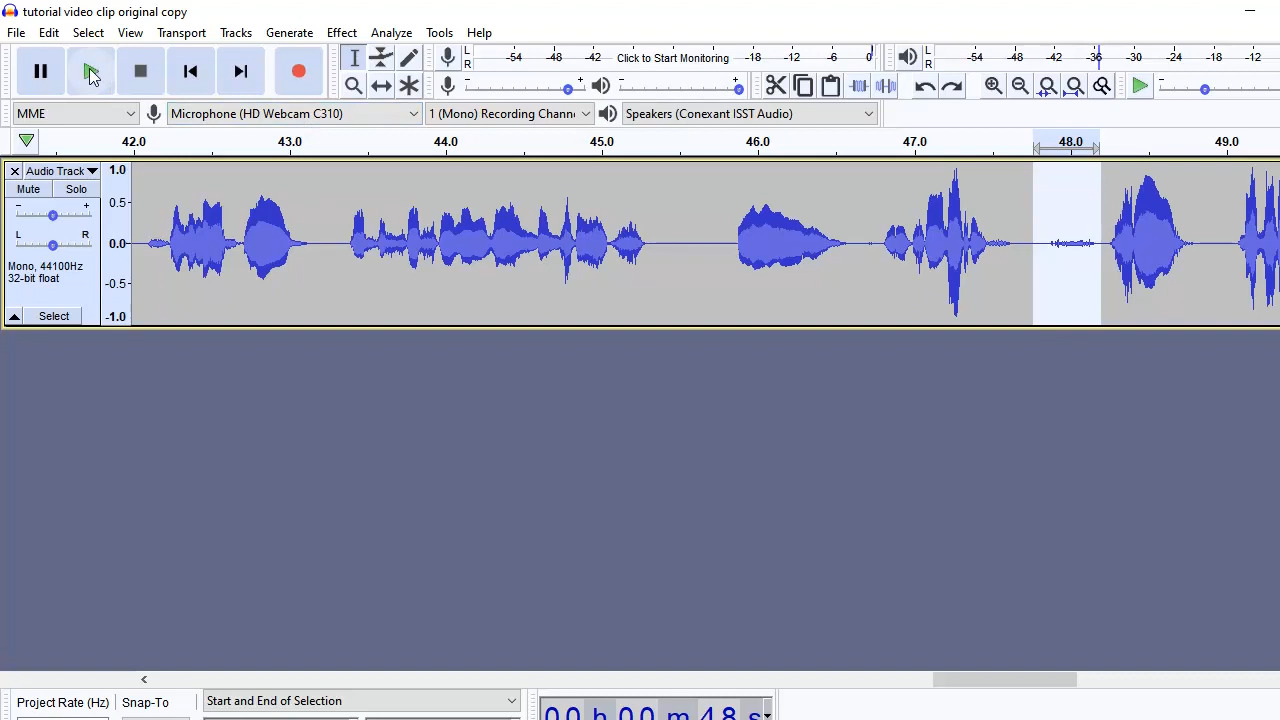 tutorial video clip original copy
File Edit Select View Transport Tracks Generate Effect Analyze Tools Help
L R -54 -48 -42 Click to Start Monitoring -18 -12 -6 0 L R -54 -48 -42 -36 -30 -24 -18 -12
- + - +
MME Microphone (HD Webcam C310) 1 (Mono) Recording Chann Speakers (Conexant ISST Audio)
42.0 43.0 44.0 45.0 46.0 47.0 48.0 49.0
Audio Track 1.0
Mute Solo
- + 0.5
L R 0.0
Mono, 44100Hz
32-bit float -0.5
Select -1.0
Project Rate (Hz) Snap-To Start and End of Selection
00 h 00 m 48 s